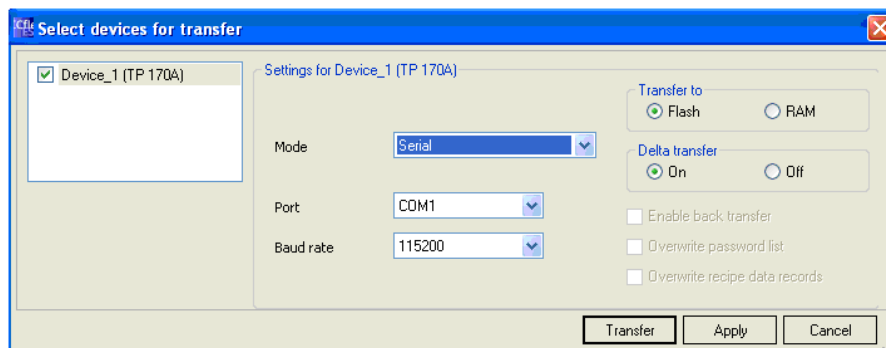 Select devices for transfer
Device_1 (TP 170A)
Settings for Device_1 (TP 170A)
Mode
Serial
Port
COM1
Baud rate
115200
Transfer to
Flash
RAM
Delta transfer
On
Off
Enable back transfer
Overwrite password list
Overwrite recipe data records
Transfer
Apply
Cancel